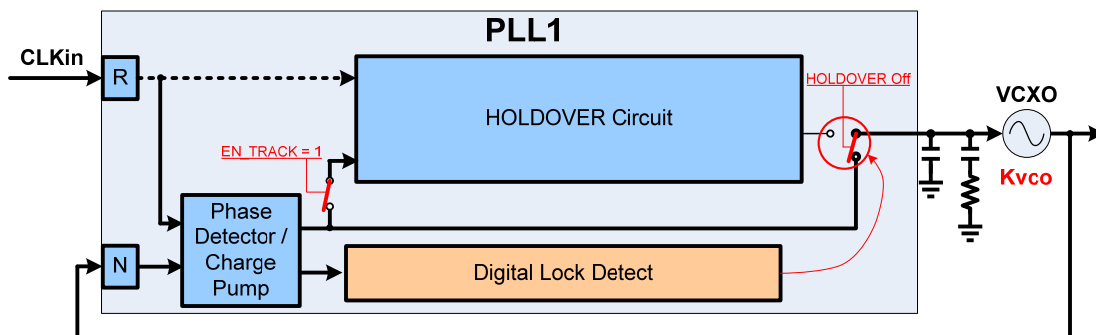 PLL1
CLKin
R
HOLDOVER Circuit
HOLDOVER Off
VCXO
Kvco
EN_TRACK = 1
Phase
Detector /
Charge
Pump
N
Digital Lock Detect